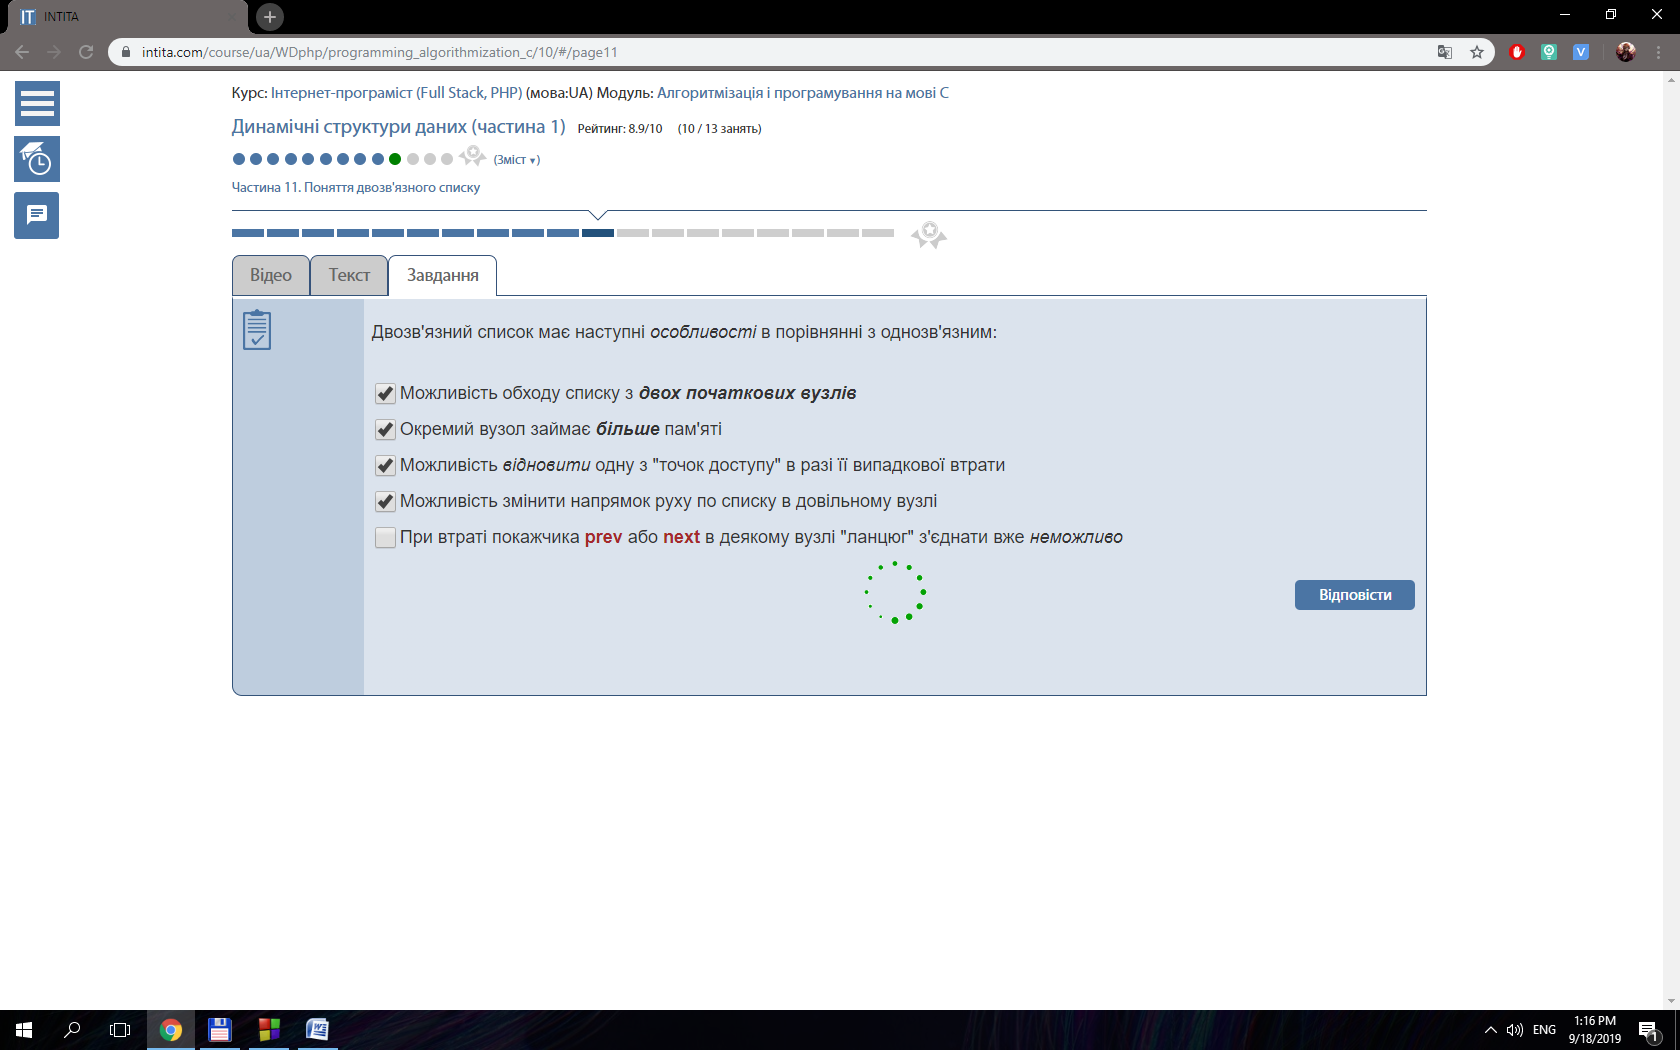 INTITA
intita.com/course/ua/WDphp/programming_algorithmization_c/10/#/page11
Курс: Інтернет-програміст (Full Stack, PHP) (мова:UA) Модуль: Алгоритмізація і програмування на мові С
Динамічні структури даних (частина 1) Рейтинг: 8.9/10 (10 / 13 занять)
(Зміст ▾)
Частина 11. Поняття двозв'язного списку
Відео Текст Завдання
Двозв'язний список має наступні особливості в порівнянні з однозв'язним:
Можливість обходу списку з двох початкових вузлів
Окремий вузол займає більше пам'яті
Можливість відновити одну з "точок доступу" в разі її випадкової втрати
Можливість змінити напрямок руху по списку в довільному вузлі
При втраті покажчика prev або next в деякому вузлі "ланцюг" з'єднати вже неможливо
Відповісти
ENG
1:16 PM
9/18/2019
1